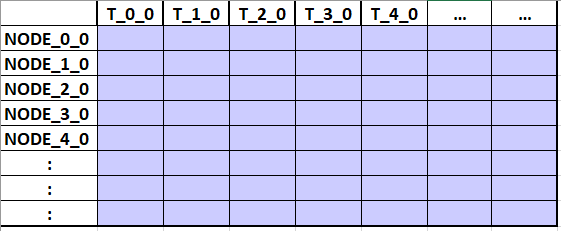 T_0_0 T_1_0 T_2_0 T_3_0 T_4_0 ... ...
NODE_0_0
NODE_1_0
NODE_2_0
NODE_3_0
NODE_4_0
:
:
: